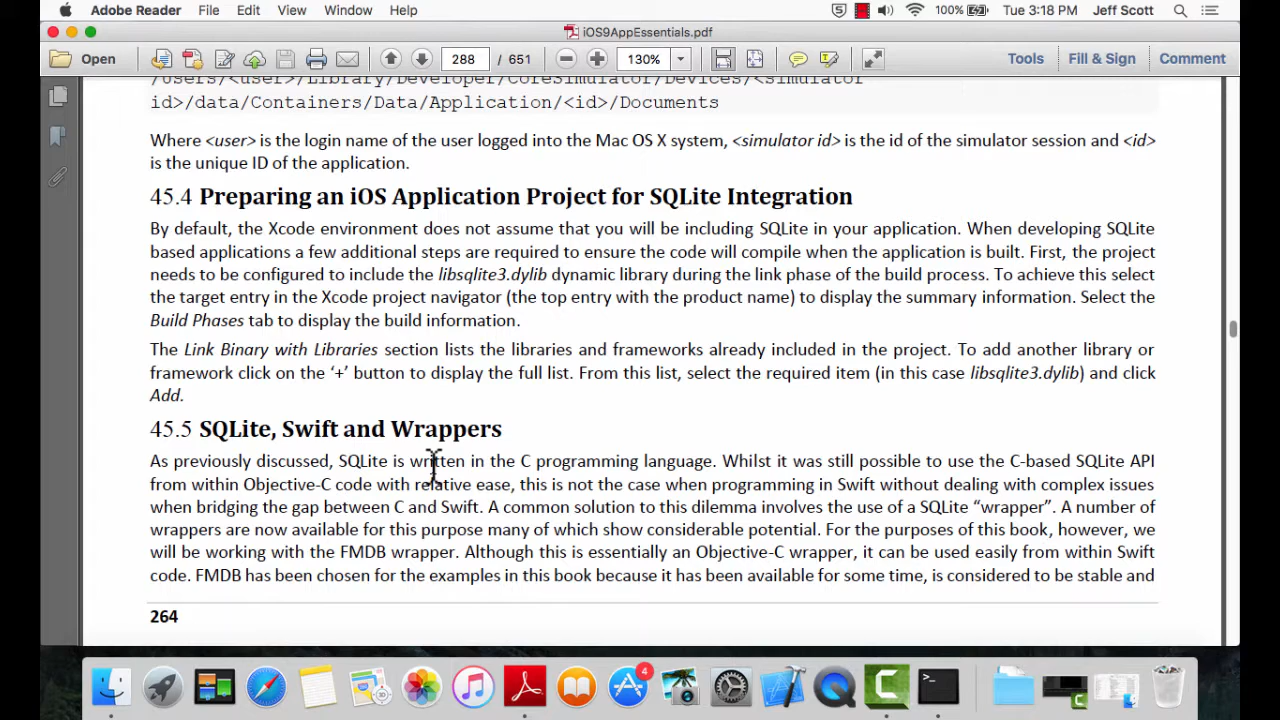 Adobe Reader File Edit View Window Help 5 100% Tue 3:18 PM Jeff Scott
iOS9AppEssentials.pdf
Open 288 / 651 130% Tools Fill & Sign Comment
/Users/<user>/Library/Developer/CoreSimulator/Devices/<simulator
id>/data/Containers/Data/Application/<id>/Documents
Where <user> is the login name of the user logged into the Mac OS X system, <simulator id> is the id of the simulator session and <id>
is the unique ID of the application.
45.4 Preparing an iOS Application Project for SQLite Integration
By default, the Xcode environment does not assume that you will be including SQLite in your application. When developing SQLite
based applications a few additional steps are required to ensure the code will compile when the application is built. First, the project
needs to be configured to include the libsqlite3.dylib dynamic library during the link phase of the build process. To achieve this select
the target entry in the Xcode project navigator (the top entry with the product name) to display the summary information. Select the
Build Phases tab to display the build information.
The Link Binary with Libraries section lists the libraries and frameworks already included in the project. To add another library or
framework click on the ‘+’ button to display the full list. From this list, select the required item (in this case libsqlite3.dylib) and click
Add.
45.5 SQLite, Swift and Wrappers
As previously discussed, SQLite is written in the C programming language. Whilst it was still possible to use the C-based SQLite API
from within Objective-C code with relative ease, this is not the case when programming in Swift without dealing with complex issues
when bridging the gap between C and Swift. A common solution to this dilemma involves the use of a SQLite “wrapper”. A number of
wrappers are now available for this purpose many of which show considerable potential. For the purposes of this book, however, we
will be working with the FMDB wrapper. Although this is essentially an Objective-C wrapper, it can be used easily from within Swift
code. FMDB has been chosen for the examples in this book because it has been available for some time, is considered to be stable and
264
4